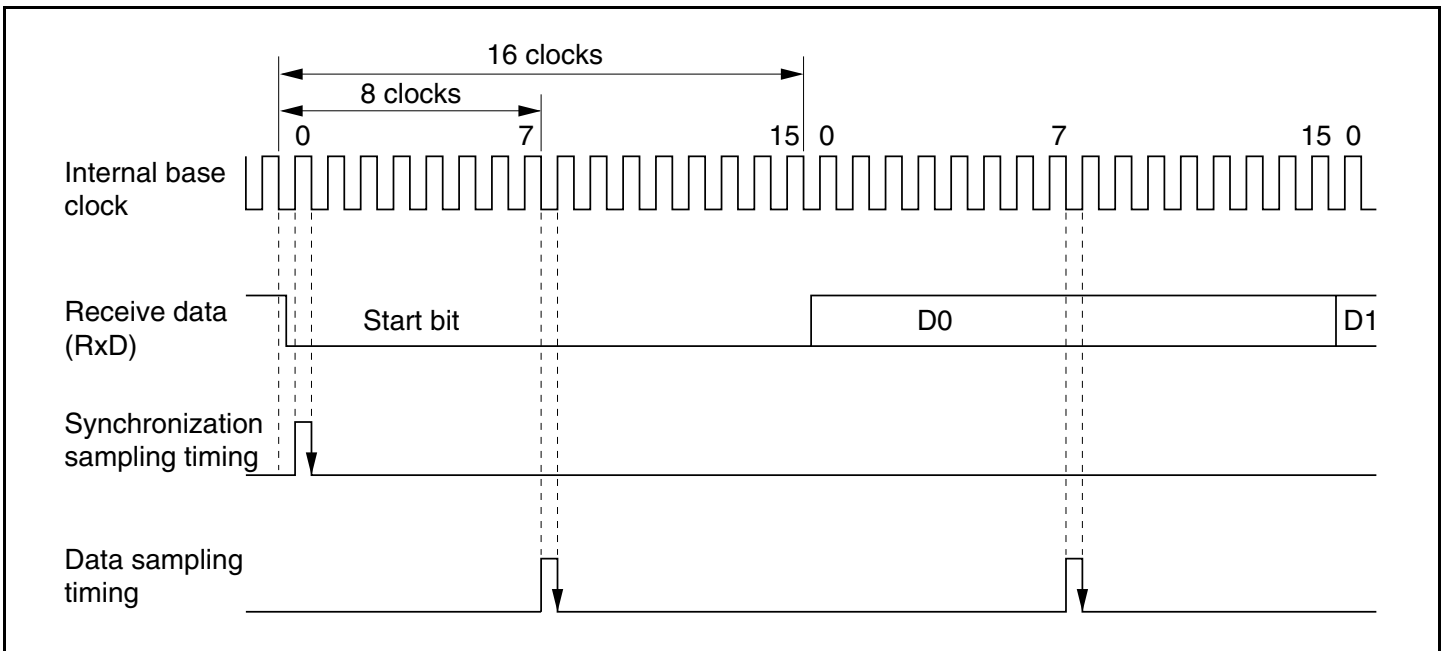 16 clocks
8 clocks
0 7 15 0 7 15 0
Internal base
clock
Receive data
(RxD)
Start bit D0 D1
Synchronization
sampling timing
Data sampling
timing